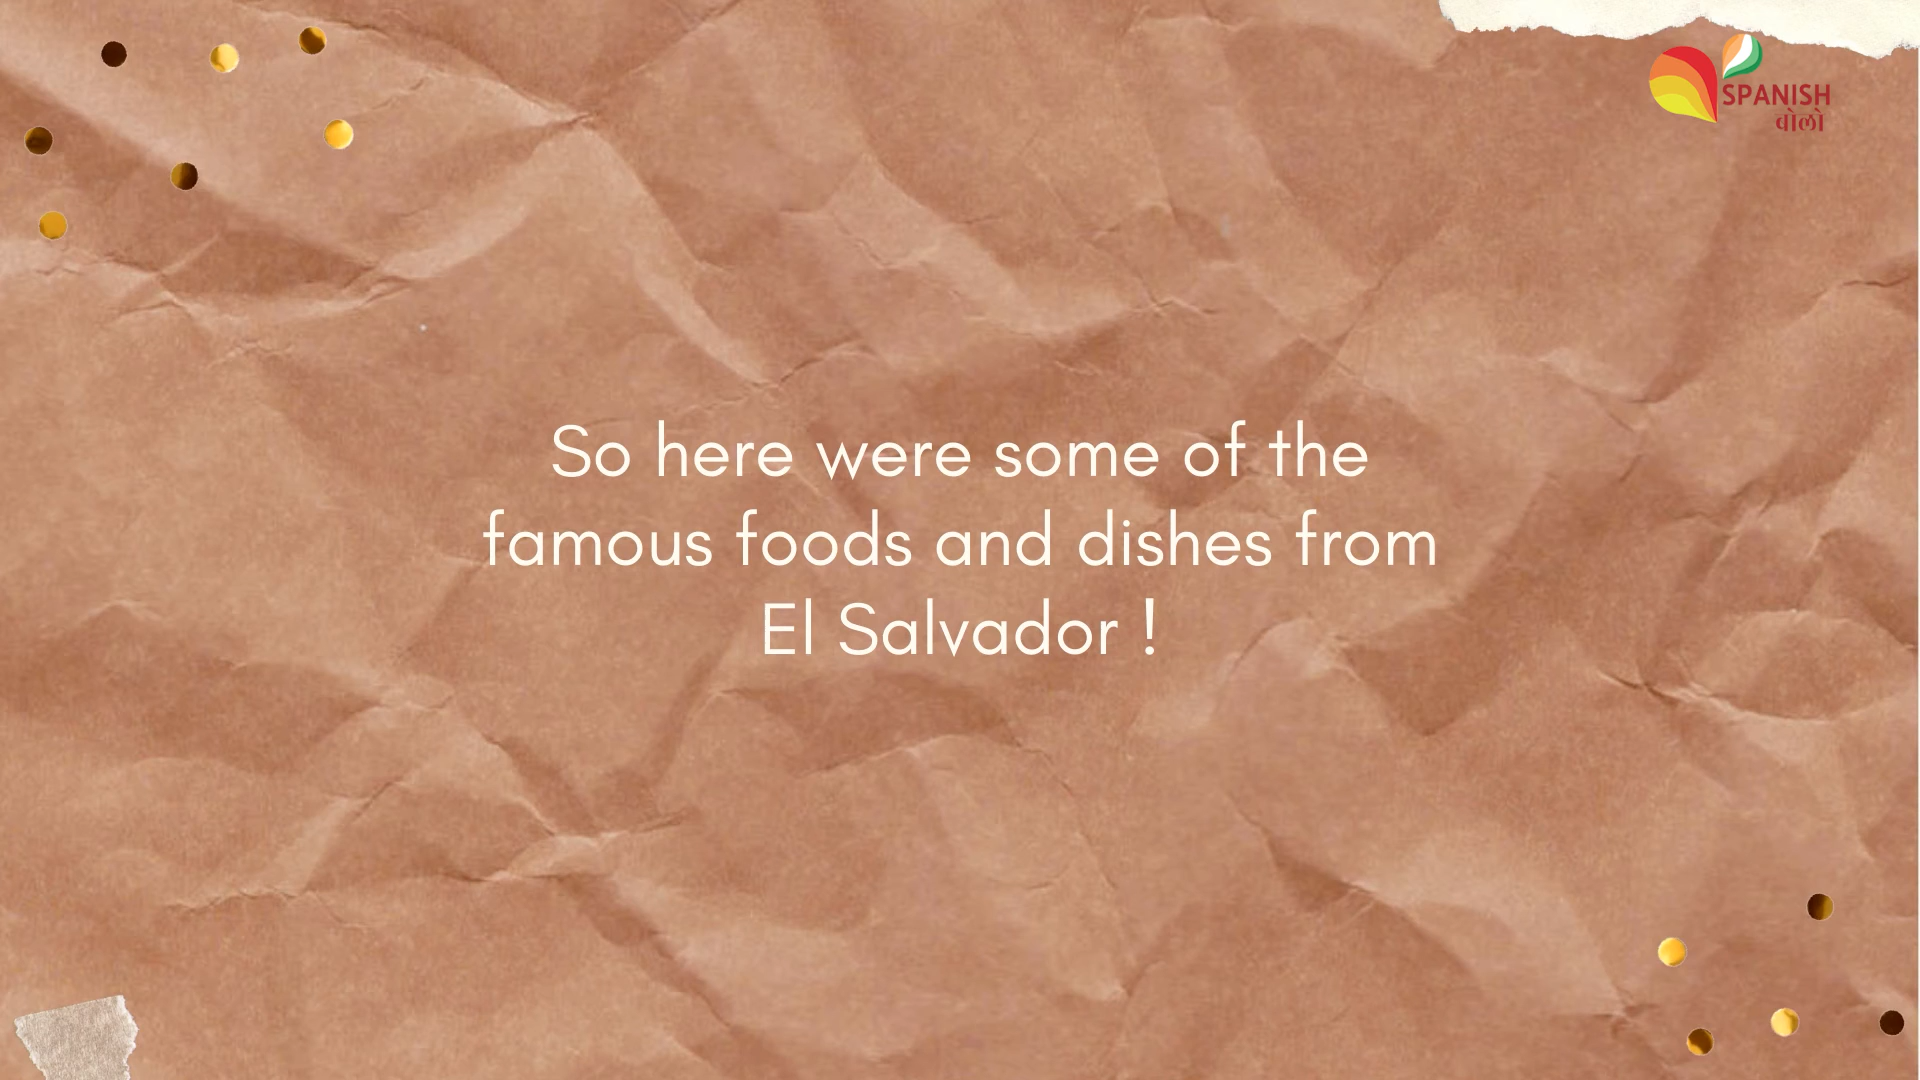 SPANISH
बोलो
So here were some of the
famous foods and dishes from
El Salvador !